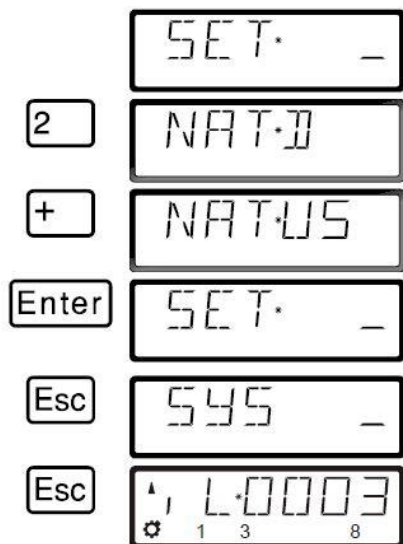 SET* _
2 NAT*D
+ NAT*US
Enter SET* _
Esc SYS _
Esc L*0003
1 3 8